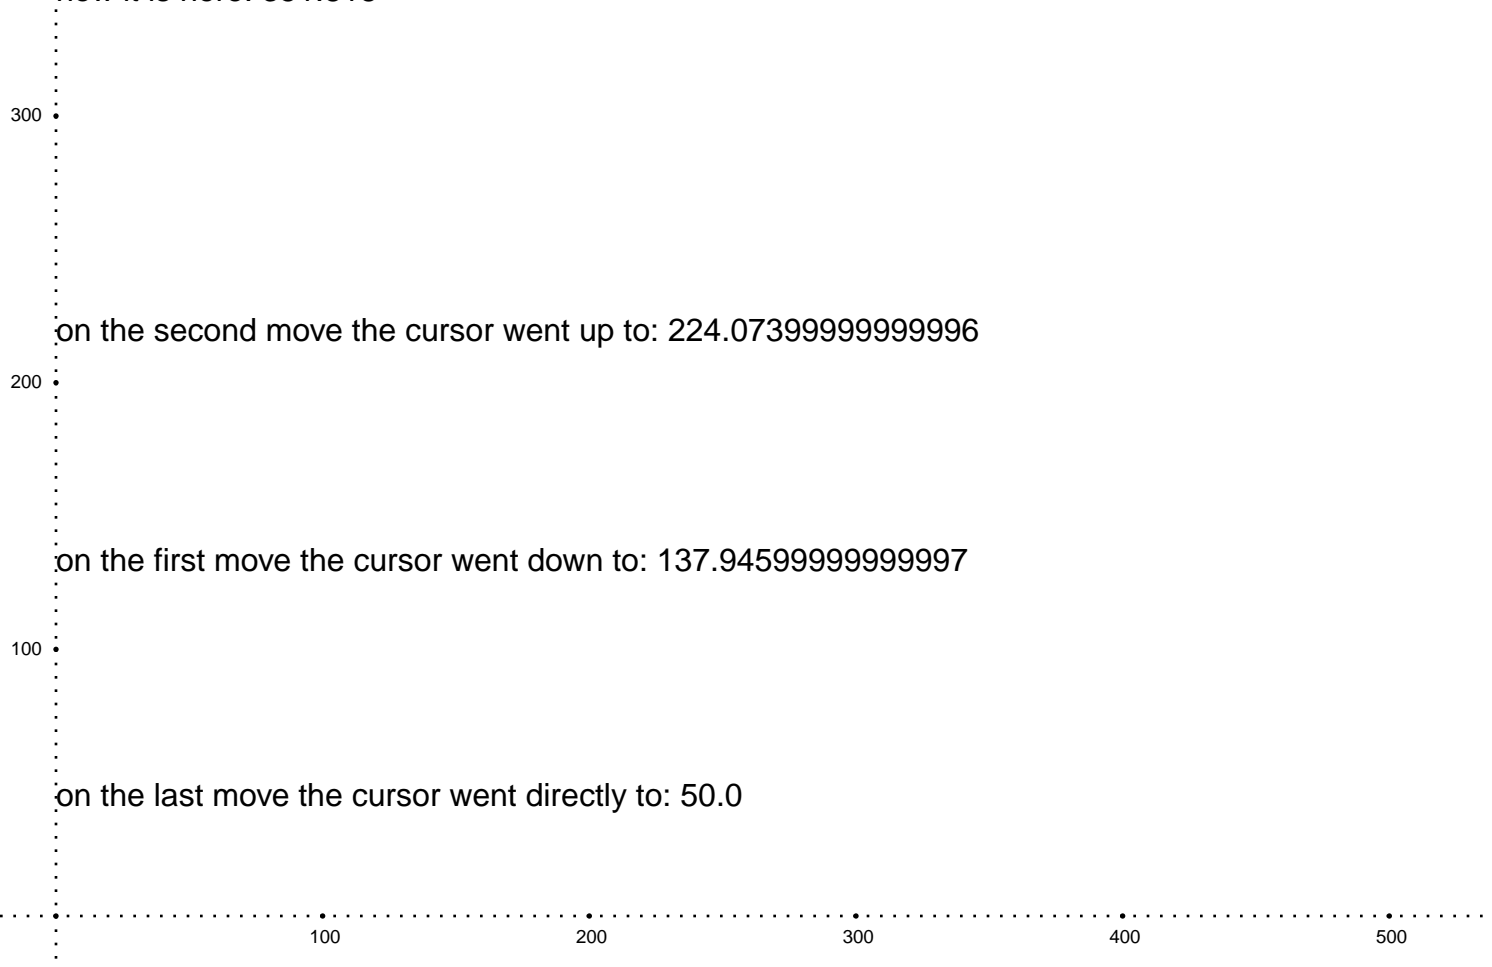 300
on the second move the cursor went up to: 224.07399999999996
200
on the first move the cursor went down to: 137.94599999999997
100
on the last move the cursor went directly to: 50.0
100 200 300 400 500